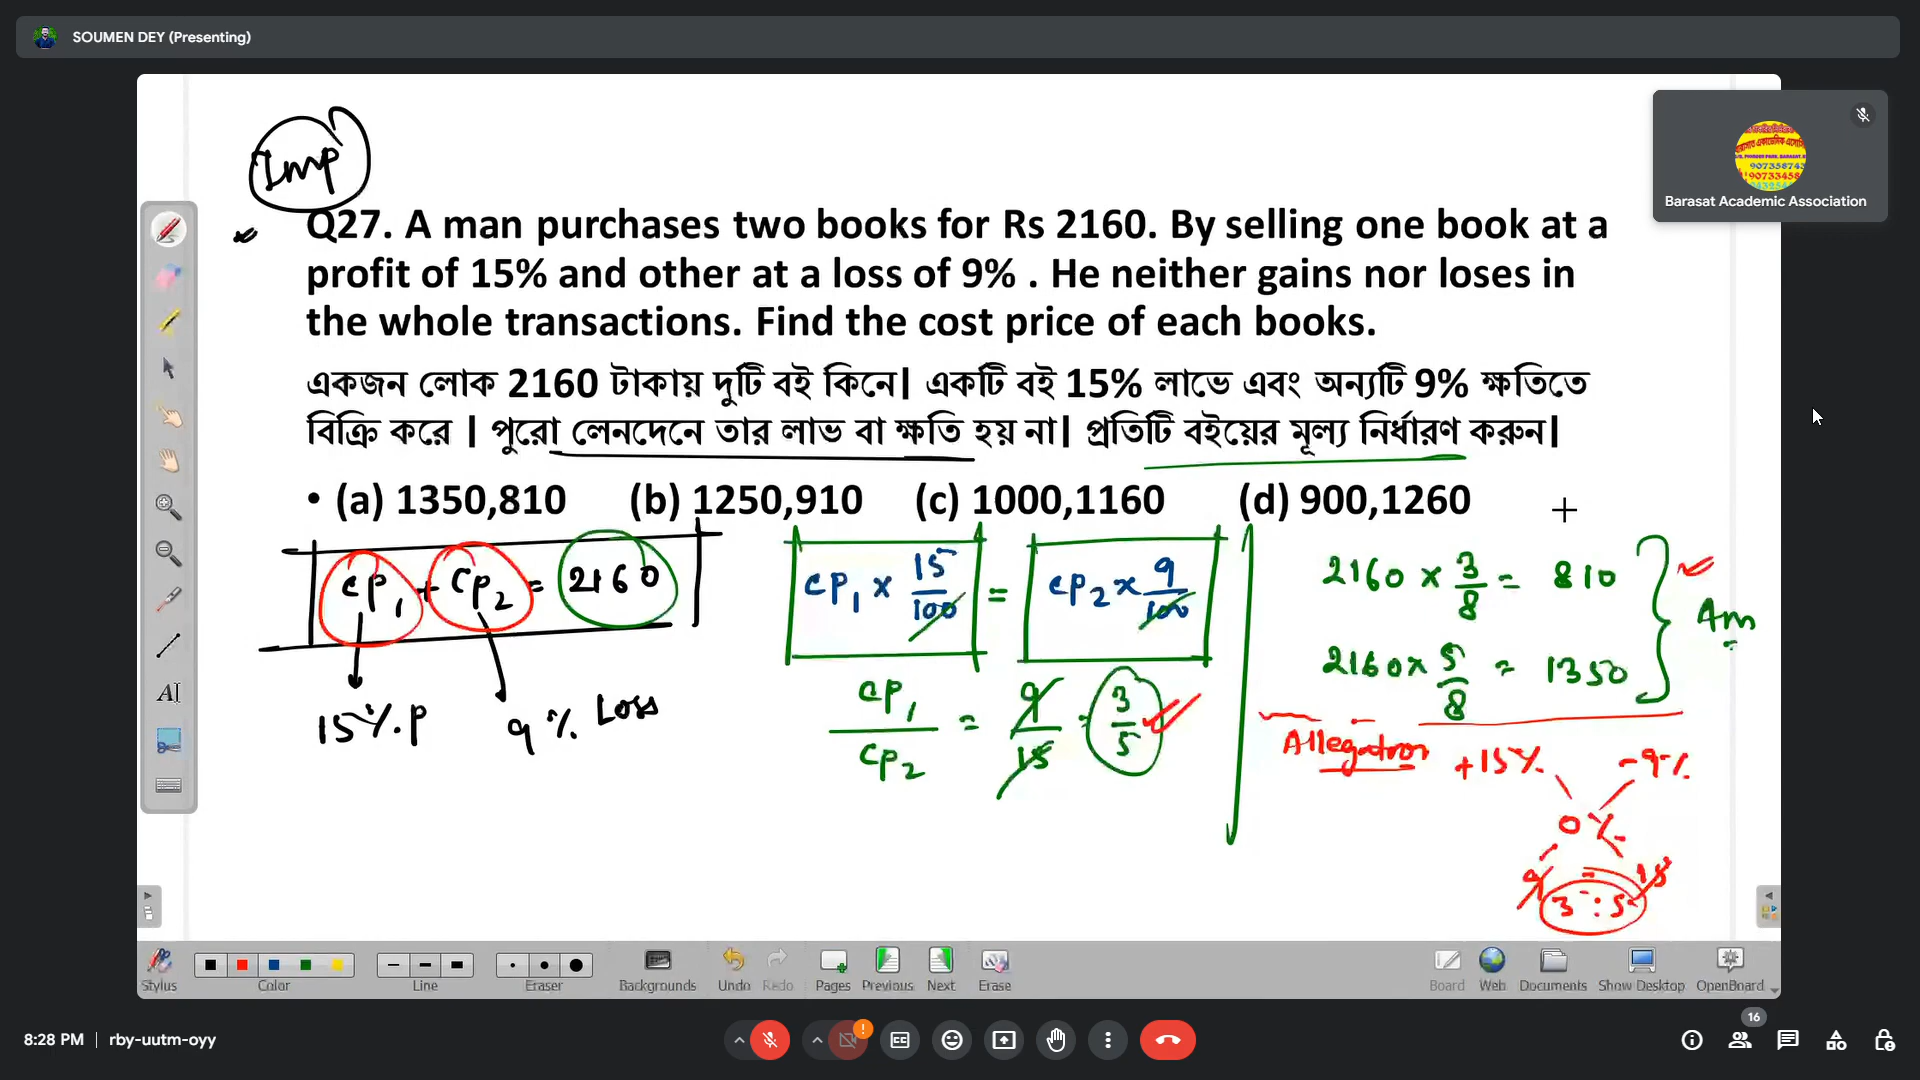 SOUMEN DEY (Presenting)
Imp
Barasat Academic Association
Q27. A man purchases two books for Rs 2160. By selling one book at a
profit of 15% and other at a loss of 9% . He neither gains nor loses in
the whole transactions. Find the cost price of each books.
একজন লোক 2160 টাকায় দুটি বই কিনে| একটি বই 15% লাভে এবং অন্যটি 9% ক্ষতিতে
বিক্রি করে | পুরো লেনদেনে তার লাভ বা ক্ষতি হয় না| প্রতিটি বইয়ের মূল্য নির্ধারণ করুন|
• (a) 1350,810 (b) 1250,910 (c) 1000,1160 (d) 900,1260
CP₁ + CP₂ = 2160
15%.P 9% Loss
CP₁ × 15/100 = CP₂ × 9/100
CP₁/CP₂ = 9/15 = 3/5
2160 × 3/8 = 810
2160 × 5/8 = 1350
Ans
Allegation +15% -9%
0%
9 = 15
3 : 5
Stylus Color Line Eraser Backgrounds Undo Redo Pages Previous Next Erase Board Web Documents Show Desktop OpenBoard
8:28 PM | rby-uutm-oyy
16